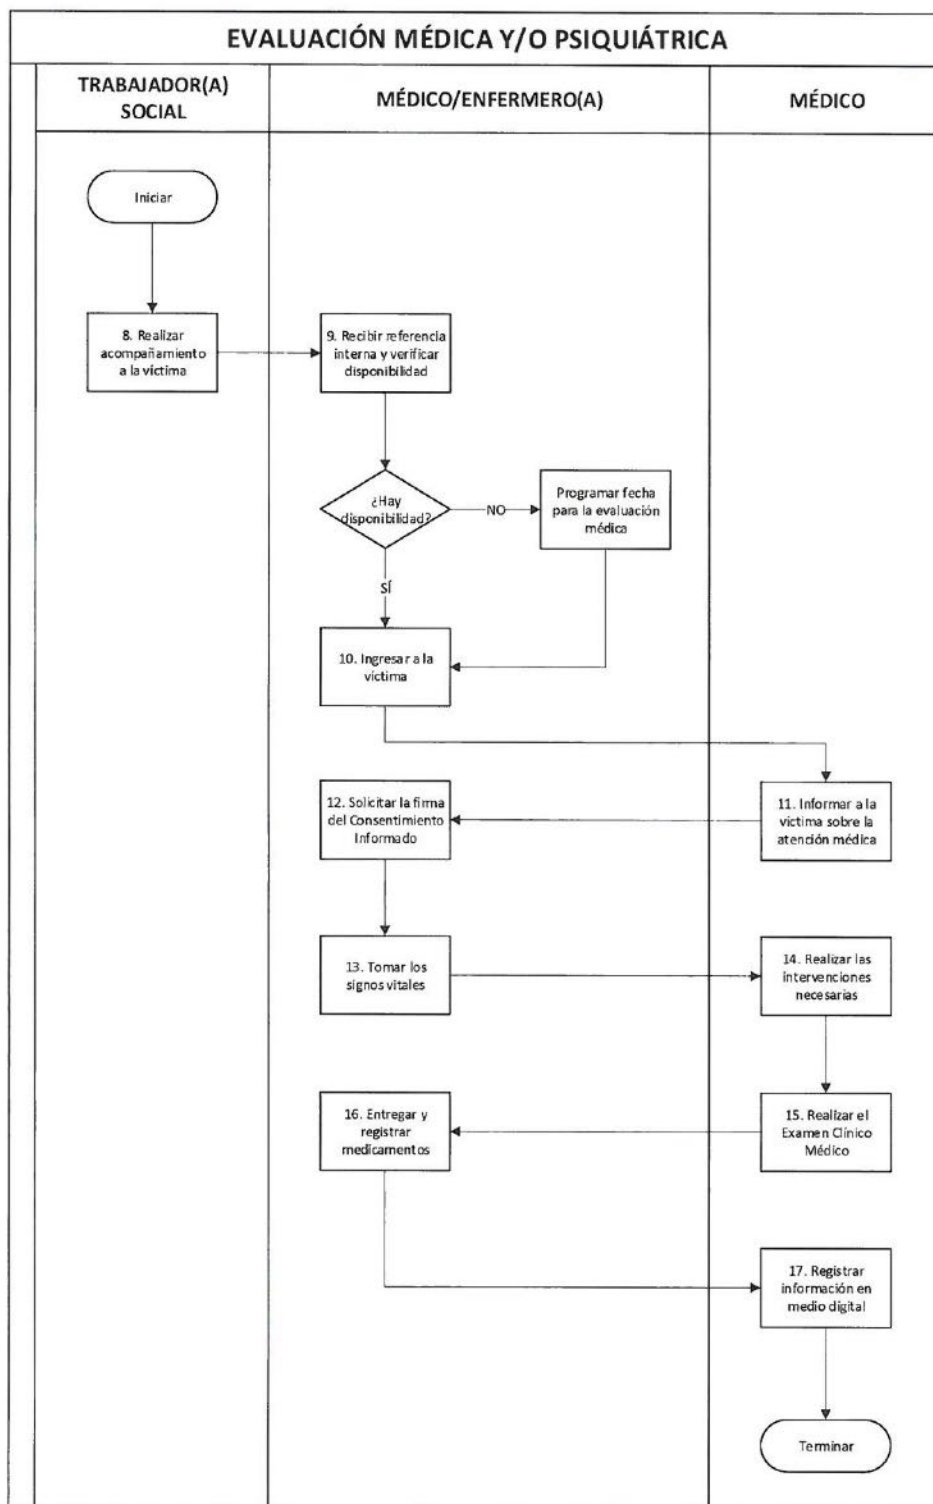 EVALUACIÓN MÉDICA Y/O PSIQUIÁTRICA
TRABAJADOR(A)
SOCIAL
MÉDICO/ENFERMERO(A)
MÉDICO
Iniciar
8. Realizar
acompañamiento
a la víctima
9. Recibir referencia
interna y verificar
disponibilidad
¿Hay
disponibilidad?
NO
Programar fecha
para la evaluación
médica
SÍ
10. Ingresar a la
víctima
11. Informar a la
víctima sobre la
atención médica
12. Solicitar la firma
del Consentimiento
Informado
13. Tomar los
signos vitales
14. Realizar las
intervenciones
necesarias
15. Realizar el
Examen Clínico
Médico
16. Entregar y
registrar
medicamentos
17. Registrar
información en
medio digital
Terminar